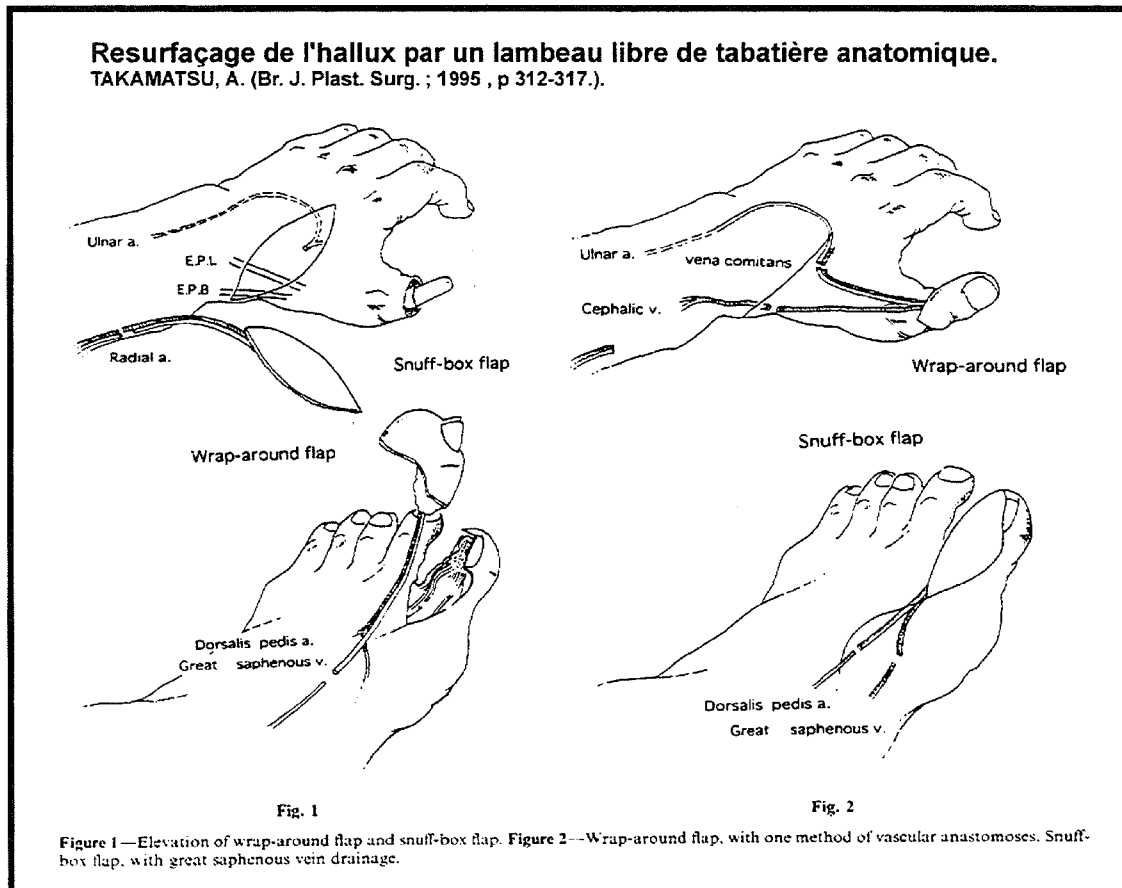 Resurfaçage de l'hallux par un lambeau libre de tabatière anatomique.
TAKAMATSU, A. (Br. J. Plast. Surg. ; 1995 , p 312-317.).
Ulnar a.
E.P.L
E.P.B
Radial a.
Snuff-box flap
Wrap-around flap
Dorsalis pedis a.
Great saphenous v.
Ulnar a.
vena comitans
Cephalic v.
Wrap-around flap
Snuff-box flap
Dorsalis pedis a.
Great saphenous v.
Fig. 1
Fig. 2
Figure 1—Elevation of wrap-around flap and snuff-box flap. Figure 2—Wrap-around flap, with one method of vascular anastomoses. Snuff-
box flap, with great saphenous vein drainage.